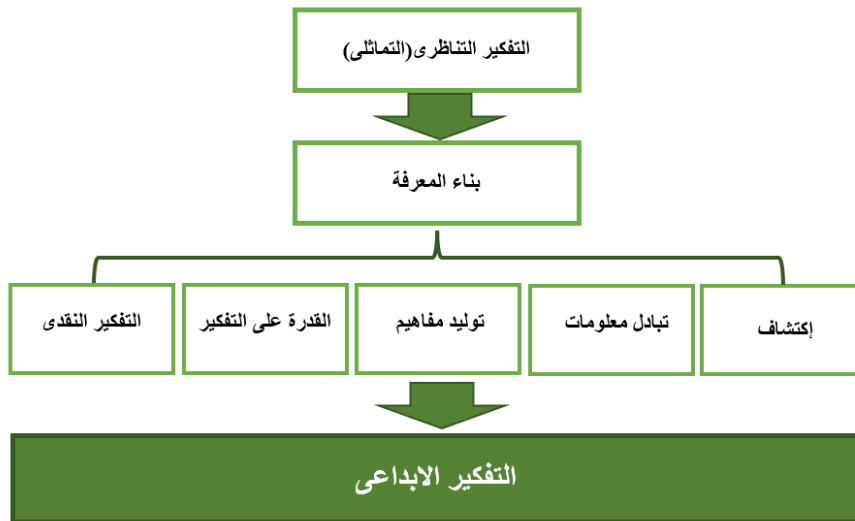 التفكير التناظرى(التماثلى)
بناء المعرفة
إكتشاف
تبادل معلومات
توليد مفاهيم
القدرة على التفكير
التفكير النقدى
التفكير الابداعى